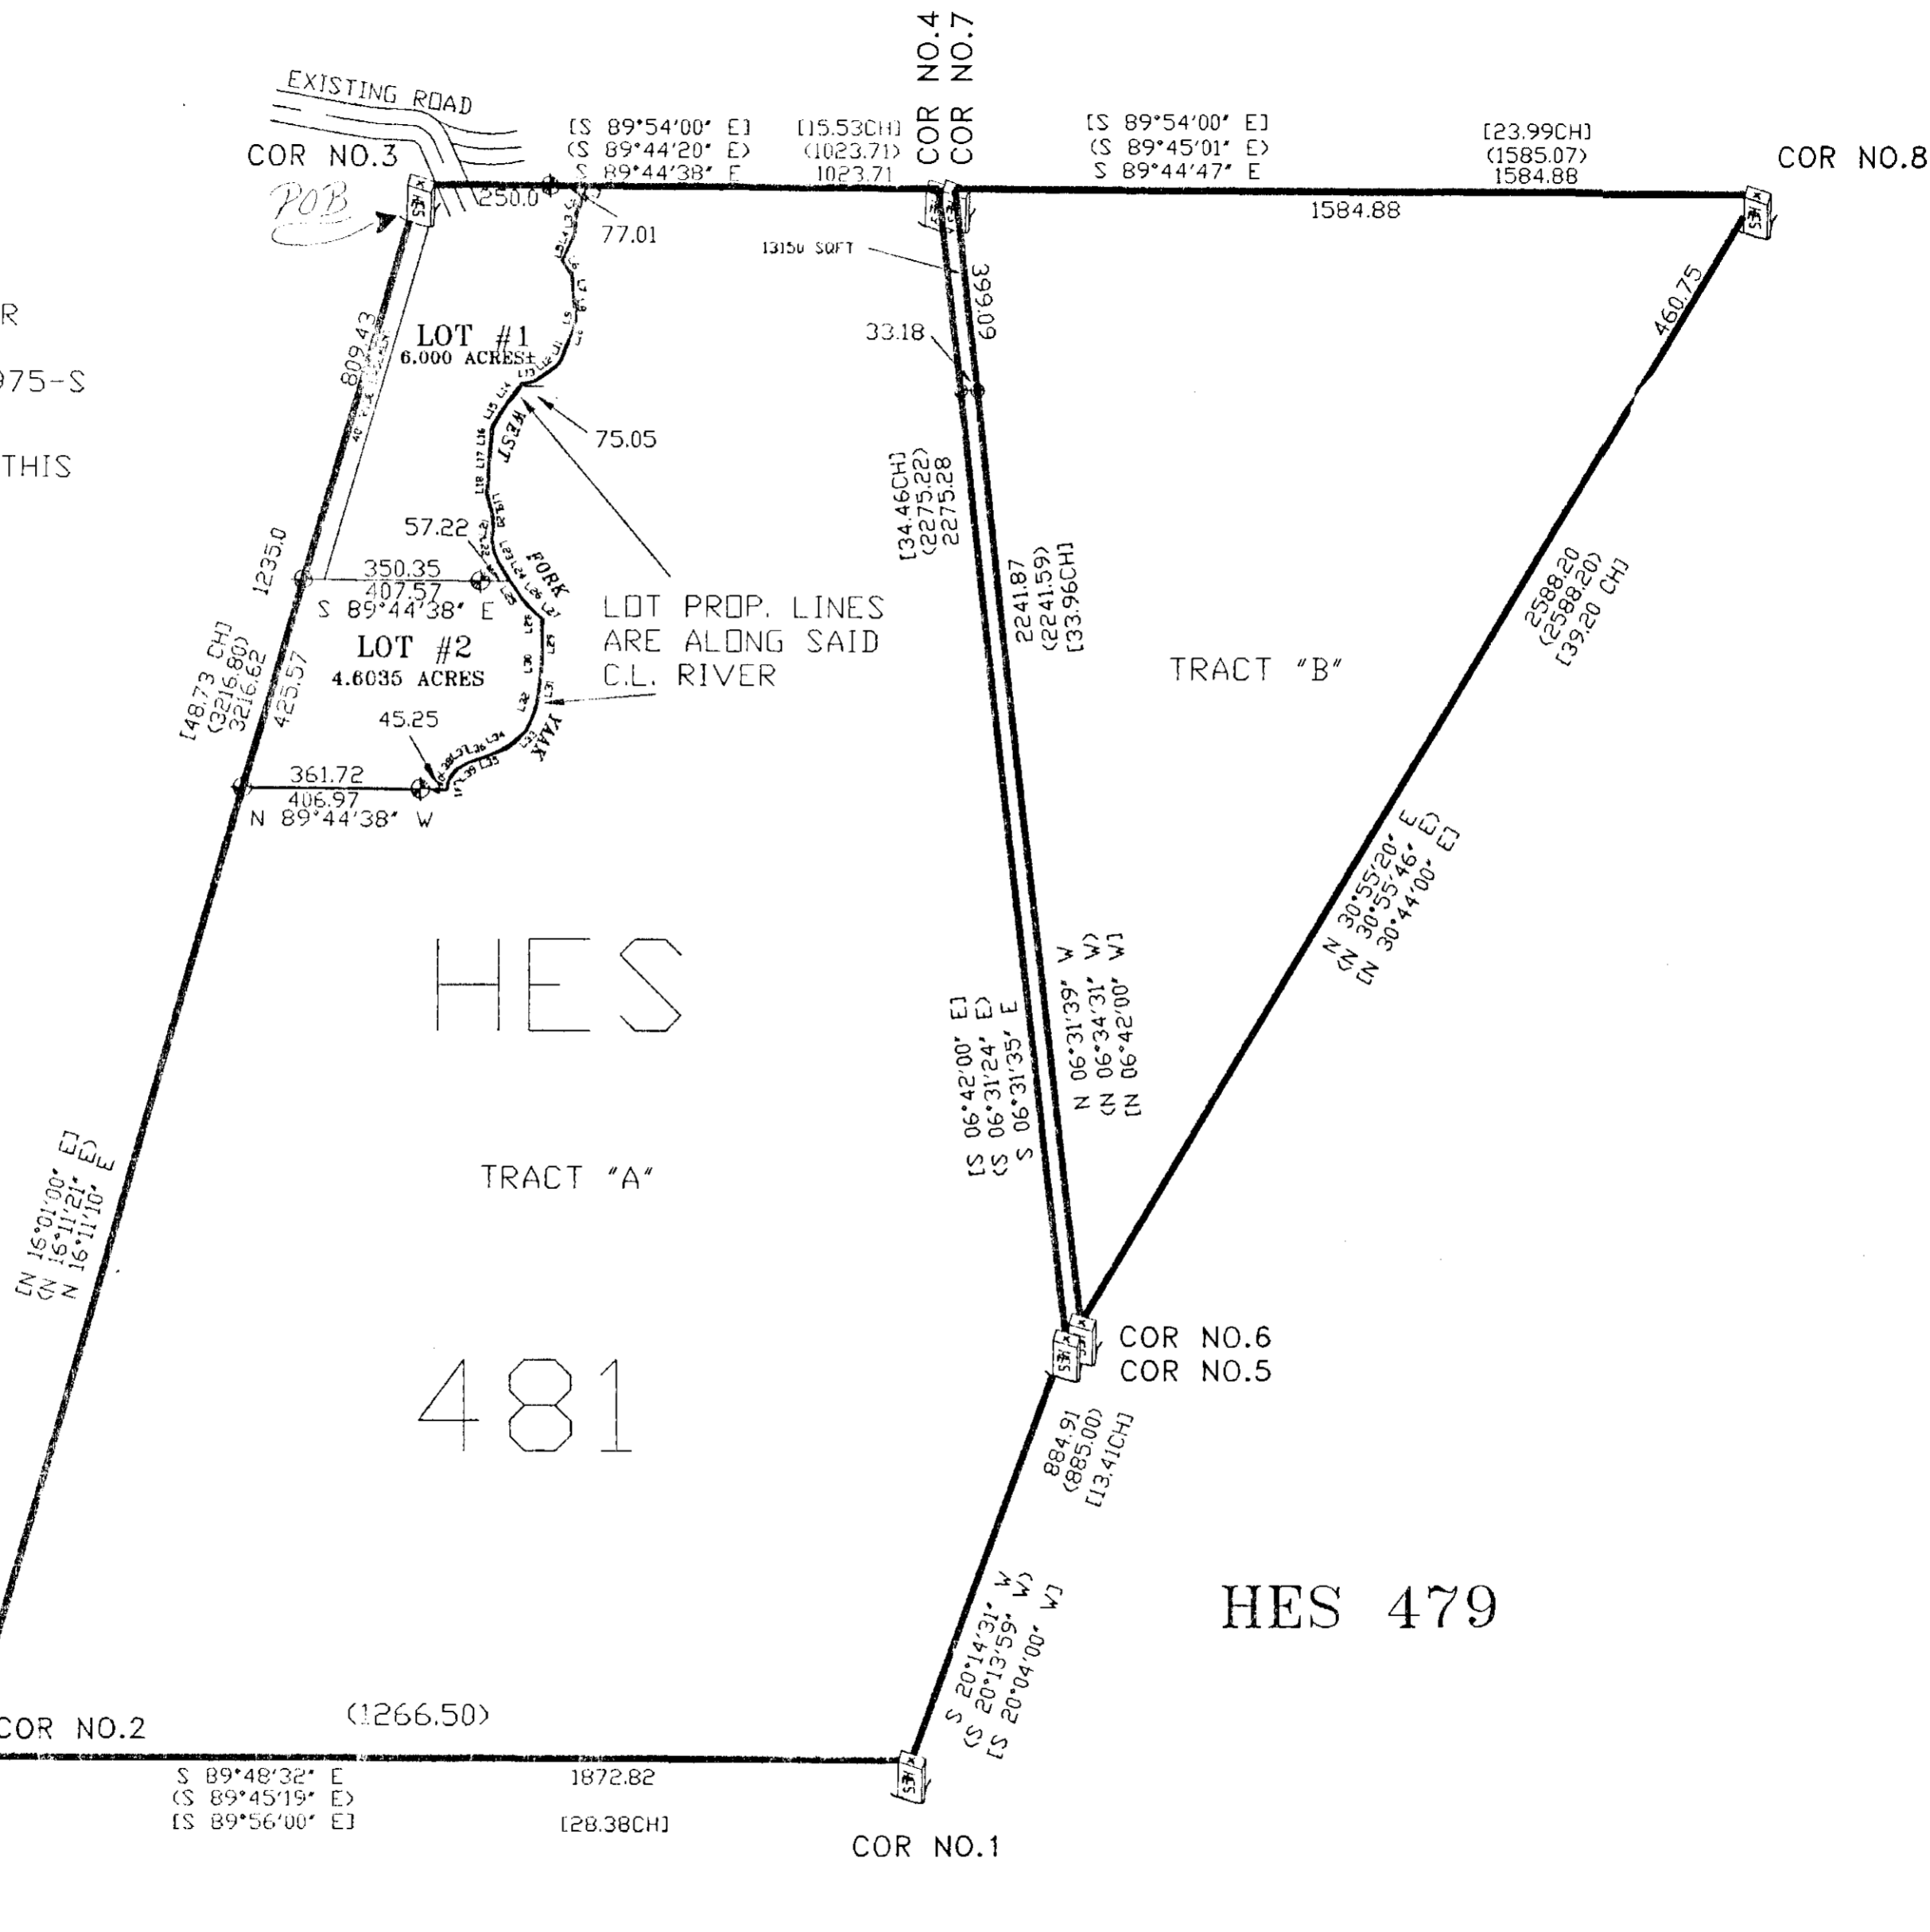 COR NO.4
COR NO.7
EXISTING ROAD
COR NO.3
POB
[S 89°54'00" E] [15.53CH]
(S 89°44'20" E) (1023.71)
S 89°44'38" E 1023.71
[S 89°54'00" E] [23.99CH]
(S 89°45'01" E) (1585.07)
S 89°44'47" E 1584.88
COR NO.8
HES
250.0
77.01
1584.88
HES
13150 SQFT
399.09
460.75
R
975-S
THIS
809.43
40'
LOT #1
6.000 ACRES±
33.18
75.05
WEST
[34.46CH]
(2275.22)
2275.28
57.22
1235.0
350.35
407.57
S 89°44'38" E
FORK
LOT PROP. LINES
ARE ALONG SAID
C.L. RIVER
2241.87
(2241.59)
[33.96CH]
2588.20
(2588.20)
[39.20 CH]
TRACT "B"
LOT #2
4.6035 ACRES
[48.73 CH]
(3216.80)
3216.62
425.57
45.25
YAAK
361.72
406.97
N 89°44'38" W
N 30°55'20" E
(N 30°55'46" E)
[N 30°44'00" E]
HES
[S 06°42'00" E]
(S 06°31'24" E)
S 06°31'35" E
N 06°31'39" W
(N 06°34'31" W)
[N 06°42'00" W]
TRACT "A"
[N 16°01'00" E]
(N 16°11'21" E)
N 16°11'10" E
COR NO.6
COR NO.5
HES
481
884.91
(885.00)
[13.41CH]
HES 479
S 20°14'31" W
(S 20°13'59" W)
[S 20°04'00" W]
COR NO.2
(1266.50)
S 89°48'32" E 1872.82
(S 89°45'19" E)
[S 89°56'00" E] [28.38CH]
HES
COR NO.1